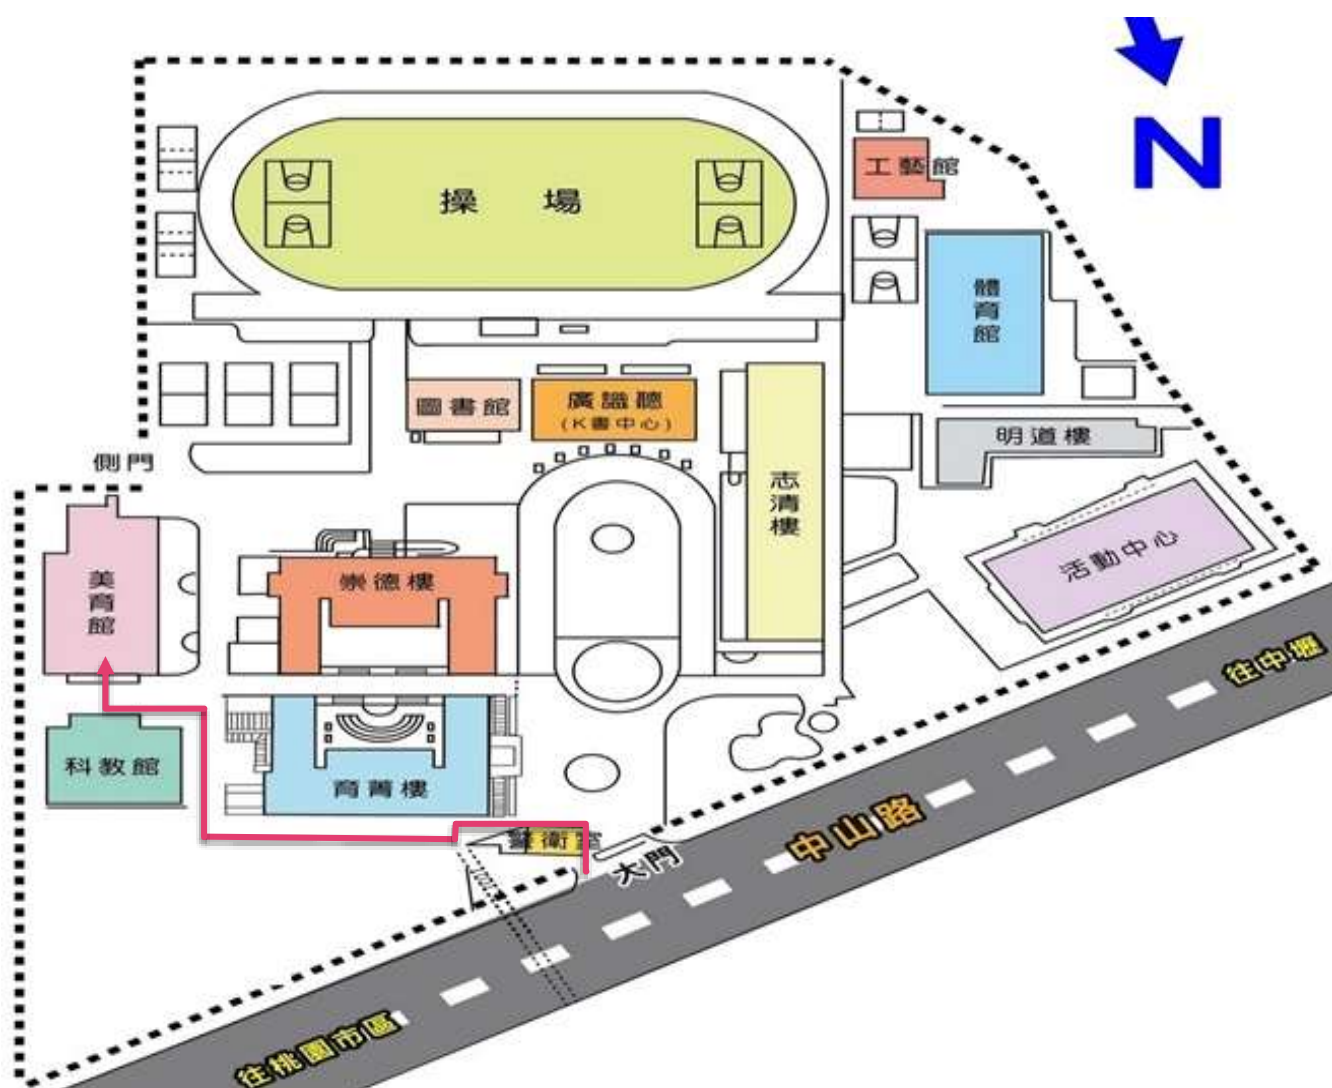 N
工藝館
操場
體育館
圖書館
廣識聽
(K書中心)
明道樓
側門
志清樓
美育館
崇德樓
活動中心
往中壢
科教館
育菁樓
中山路
警衛室
大門
往桃園市區